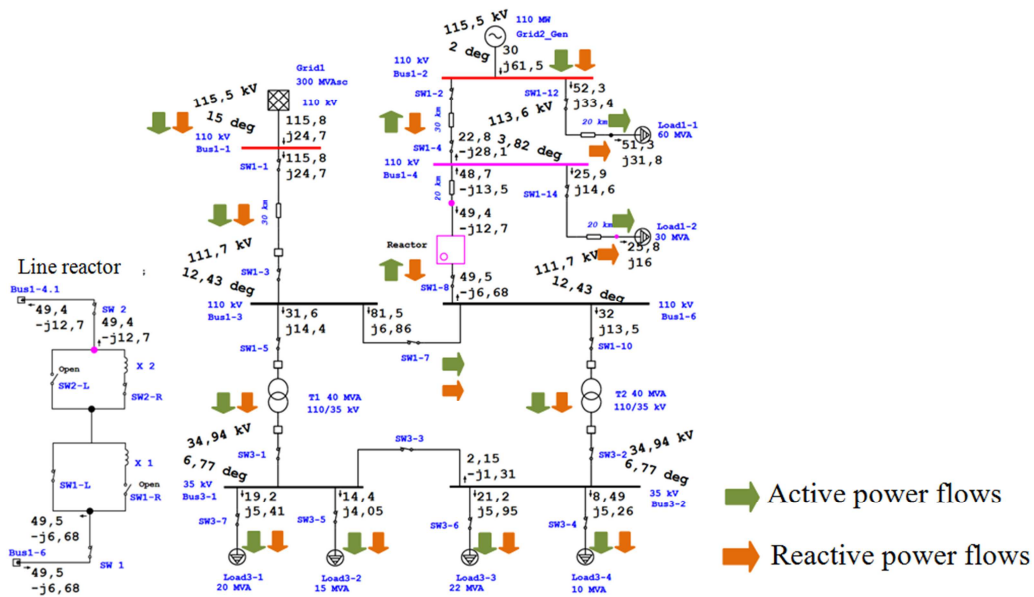 115,5 kV
110 MW
Grid2_Gen
2 deg
30
j61,5
110 kV
Bus1-2
Grid1
300 MVAsc
110 kV
115,5 kV
15 deg
115,8
j24,7
110 kV
Bus1-1
115,8
j24,7
SW1-1
30 km
SW1-2
SW1-12
52,3
j33,4
113,6 kV
30 km
20 km
Load1-1
60 MVA
51,3
j31,8
SW1-4
22,8
-j28,1
3,82 deg
110 kV
Bus1-4
48,7
-j13,5
20 km
25,9
j14,6
SW1-14
49,4
-j12,7
20 km
Load1-2
30 MVA
25,8
j16
Reactor
111,7 kV
12,43 deg
SW1-3
111,7 kV
12,43 deg
49,5
-j6,68
SW1-8
110 kV
Bus1-3
31,6
j14,4
81,5
j6,86
32
j13,5
110 kV
Bus1-6
SW1-5
SW1-7
SW1-10
T1 40 MVA
110/35 kV
T2 40 MVA
110/35 kV
34,94 kV
6,77 deg
SW3-1
SW3-3
2,15
-j1,31
SW3-2
34,94 kV
6,77 deg
35 kV
Bus3-1
19,2
j5,41
14,4
j4,05
21,2
j5,95
8,49
j5,26
35 kV
Bus3-2
SW3-7
SW3-5
SW3-6
SW3-4
Load3-1
20 MVA
Load3-2
15 MVA
Load3-3
22 MVA
Load3-4
10 MVA
Line reactor
;
Bus1-4.1
SW 2
49,4
-j12,7
49,4
-j12,7
Open
SW2-L
X 2
SW2-R
X 1
SW1-L
Open
SW1-R
49,5
-j6,68
Bus1-6
SW 1
49,5
-j6,68
Active power flows
Reactive power flows